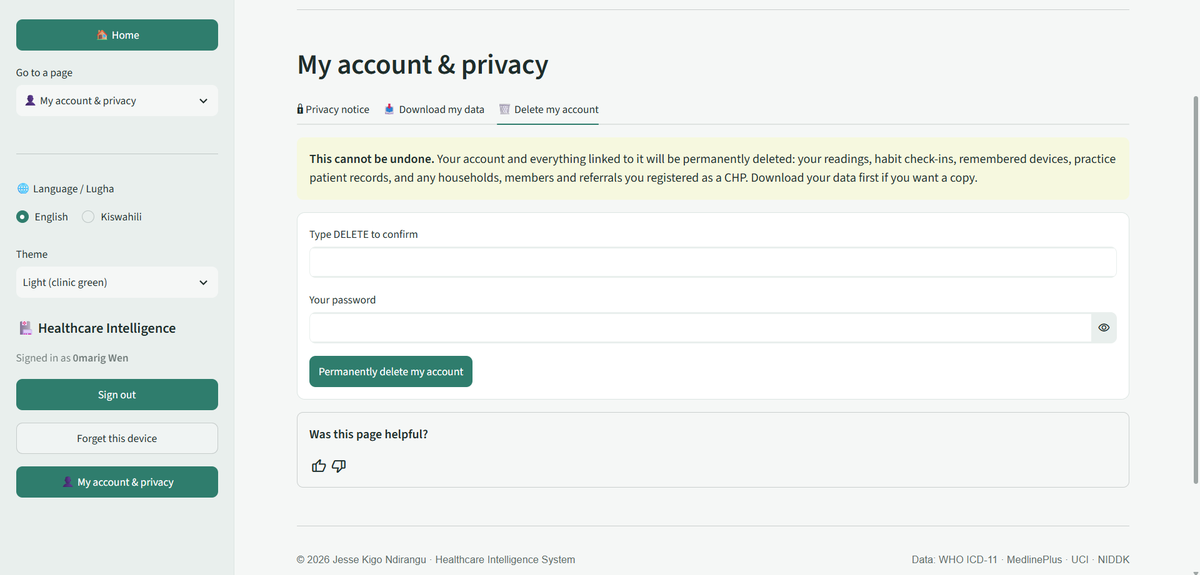 Home
Go to a page
My account & privacy
Language / Lugha
English
Kiswahili
Theme
Light (clinic green)
Healthcare Intelligence
Signed in as 0marig Wen
Sign out
Forget this device
My account & privacy
My account & privacy
Privacy notice
Download my data
Delete my account
This cannot be undone. Your account and everything linked to it will be permanently deleted: your readings, habit check-ins, remembered devices, practice
patient records, and any households, members and referrals you registered as a CHP. Download your data first if you want a copy.
Type DELETE to confirm
Your password
Permanently delete my account
Was this page helpful?
© 2026 Jesse Kigo Ndirangu · Healthcare Intelligence System
Data: WHO ICD-11 · MedlinePlus · UCI · NIDDK